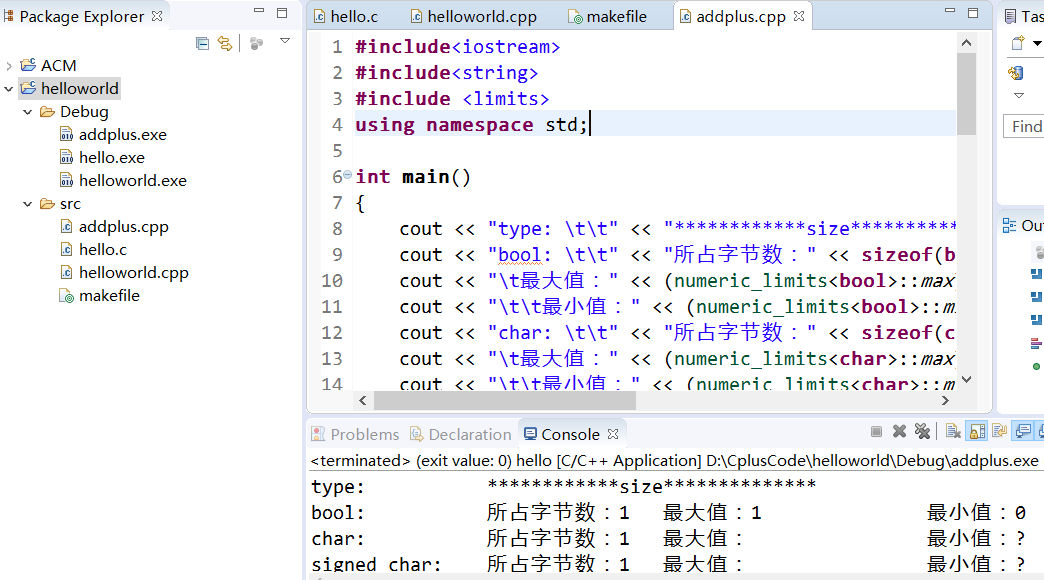 Package Explorer
ACM
helloworld
Debug
addplus.exe
hello.exe
helloworld.exe
src
addplus.cpp
hello.c
helloworld.cpp
makefile
hello.c helloworld.cpp makefile addplus.cpp
1 #include<iostream>
2 #include<string>
3 #include <limits>
4 using namespace std;
5
6 int main()
7 {
8 cout << "type: \t\t" << "************size**********
9 cout << "bool: \t\t" << "所占字节数：" << sizeof(b
10 cout << "\t最大值：" << (numeric_limits<bool>::max
11 cout << "\t\t最小值：" << (numeric_limits<bool>::m
12 cout << "char: \t\t" << "所占字节数：" << sizeof(c
13 cout << "\t最大值：" << (numeric_limits<char>::max
14 cout << "\t\t最小值：" << (numeric_limits<char>::m
Tas
Find
Ou
Problems Declaration Console
<terminated> (exit value: 0) hello [C/C++ Application] D:\CplusCode\helloworld\Debug\addplus.exe
type: ************size**************
bool: 所占字节数：1 最大值：1 最小值：0
char: 所占字节数：1 最大值： 最小值：?
signed char: 所占字节数：1 最大值： 最小值：?